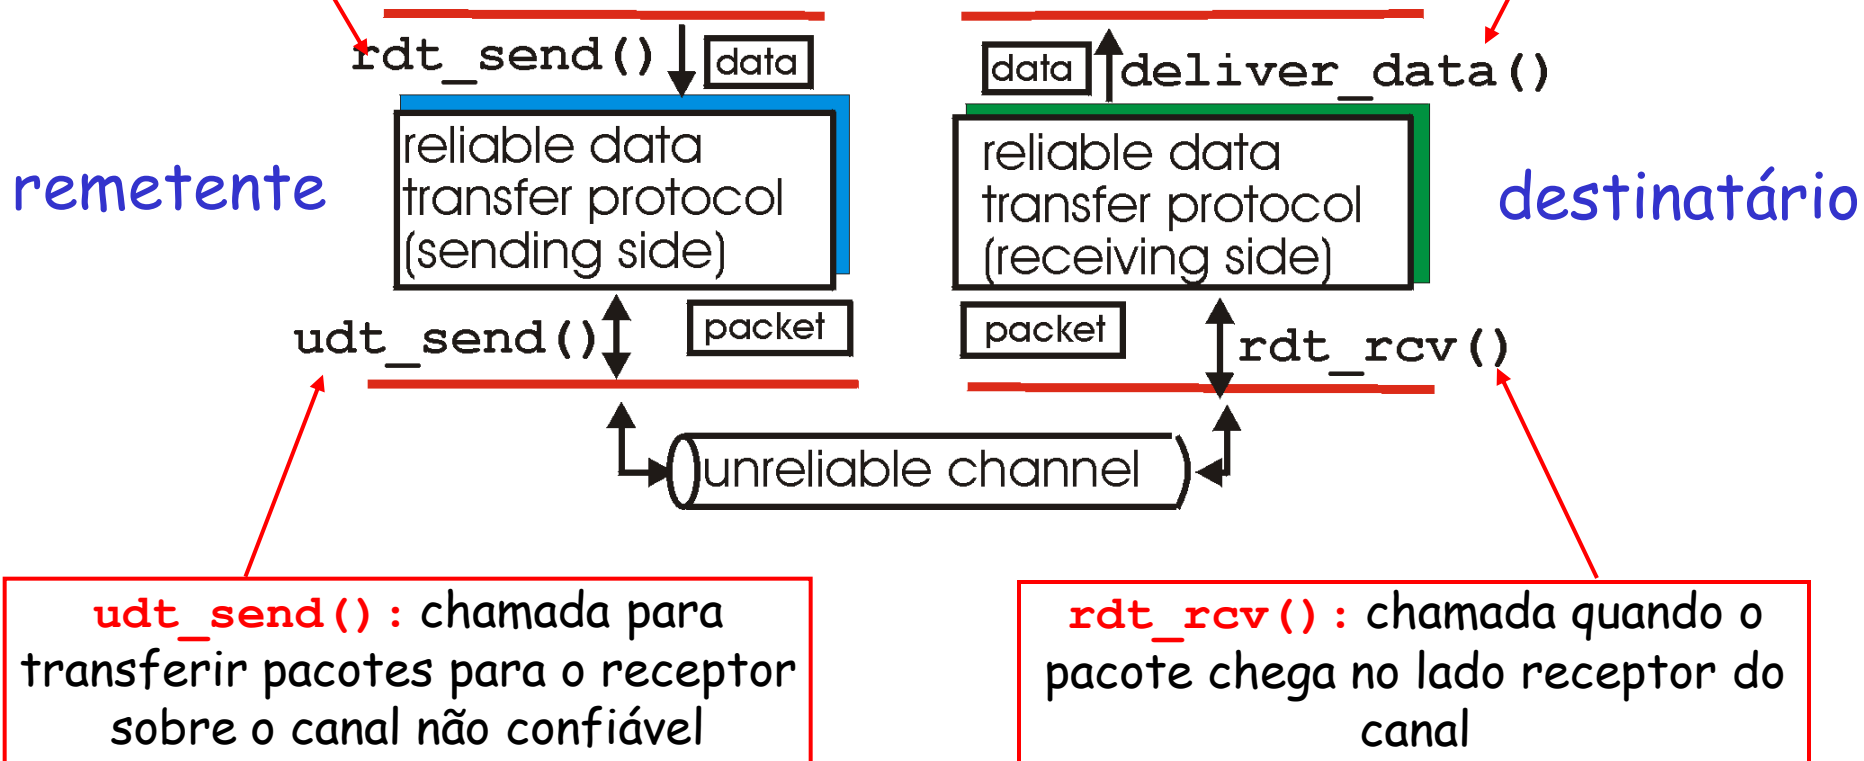 rdt_send()
data
data
deliver_data()
remetente
reliable data
transfer protocol
(sending side)
reliable data
transfer protocol
(receiving side)
destinatário
udt_send()
packet
packet
rdt_rcv()
unreliable channel
udt_send(): chamada para
transferir pacotes para o receptor
sobre o canal não confiável
rdt_rcv(): chamada quando o
pacote chega no lado receptor do
canal